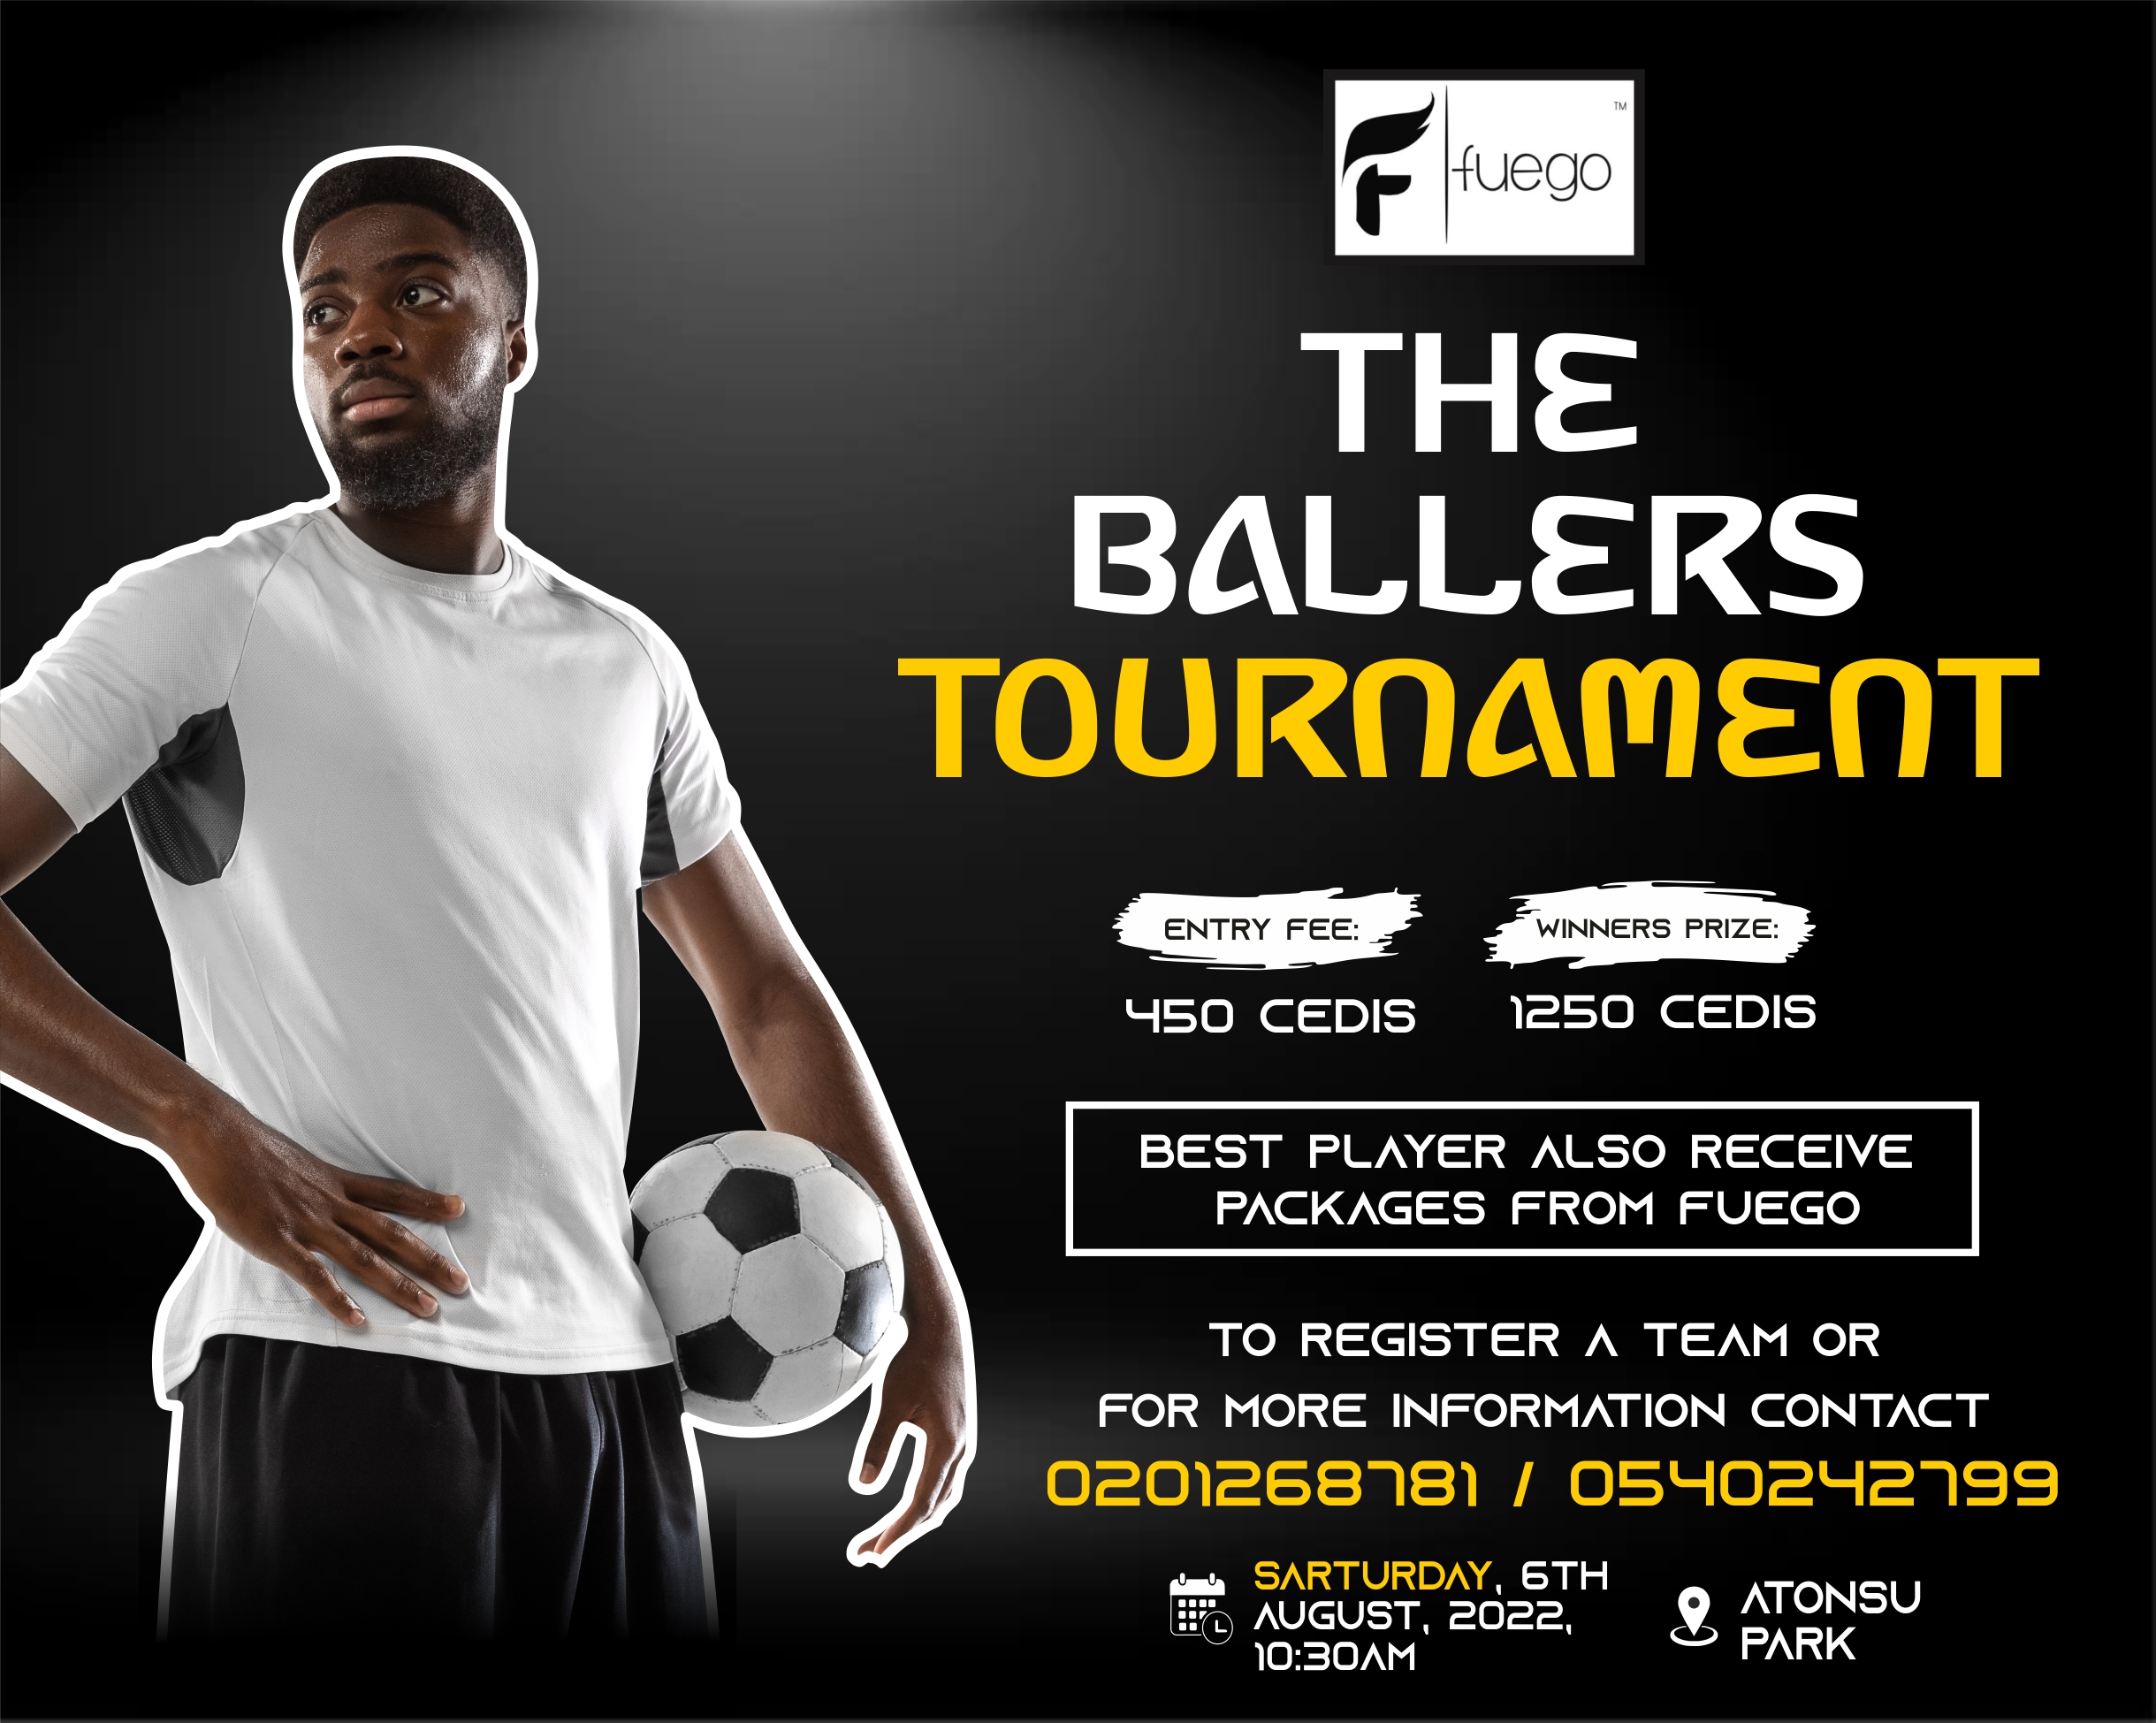 fuego
TM
THE
BALLERS
TOURNAMENT
ENTRY FEE:
450 CEDIS
WINNERS PRIZE:
1250 CEDIS
BEST PLAYER ALSO RECEIVE
PACKAGES FROM FUEGO
TO REGISTER A TEAM OR
FOR MORE INFORMATION CONTACT
0201268781 / 0540242799
SARTURDAY, 6TH
AUGUST, 2022,
10:30AM
ATONSU
PARK